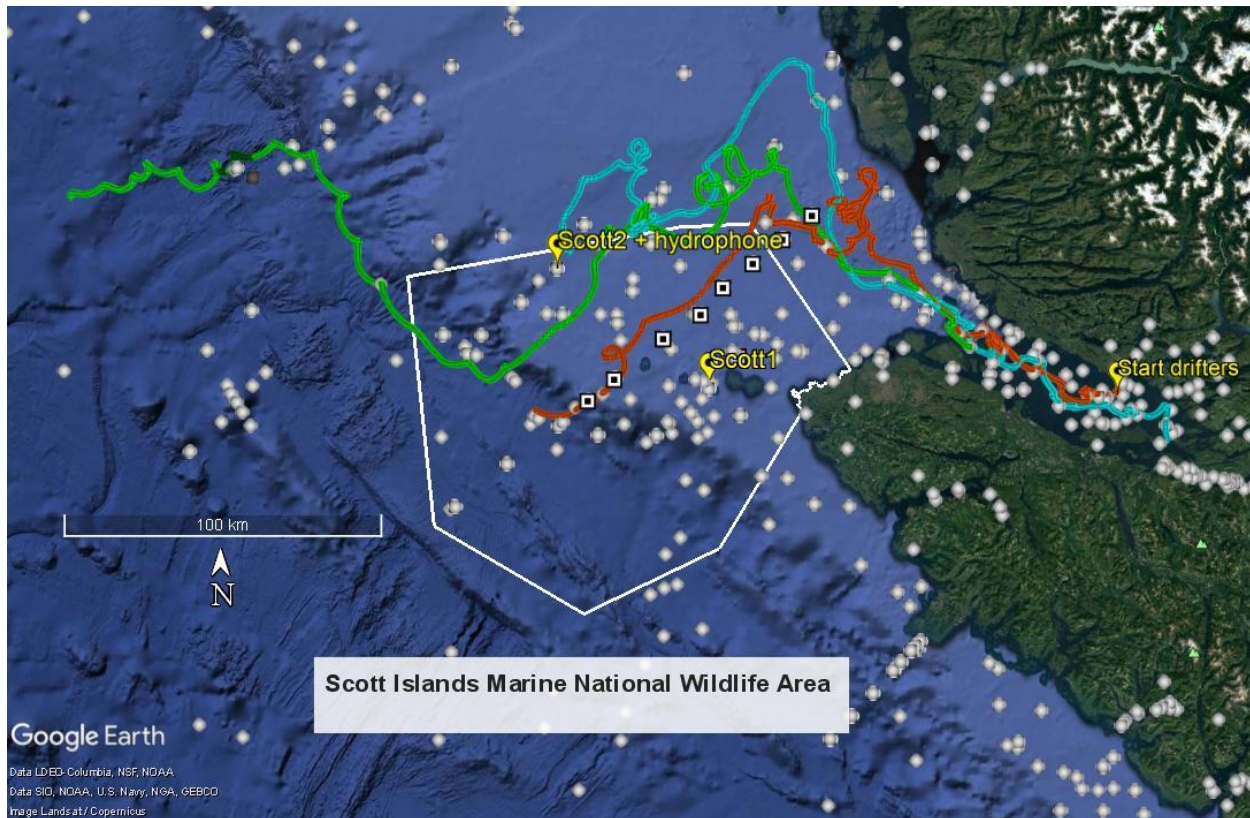 Scott2 + hydrophone
Scott1
Start drifters
100 km
N
Scott Islands Marine National Wildlife Area
Google Earth
Data LDEO-Columbia, NSF, NOAA
Data SIO, NOAA, U.S. Navy, NGA, GEBCO
Image Landsat / Copernicus